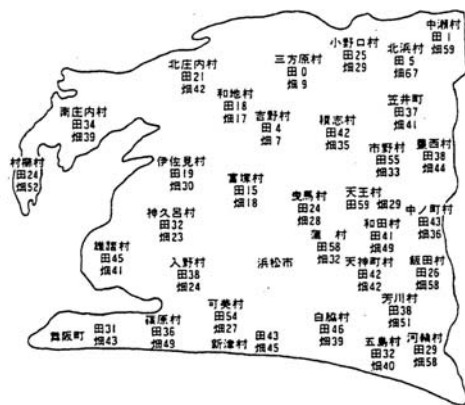 中瀬村
田 1
畑59
小野口村
田25
畑29
北浜村
田 5
畑67
北庄内村
田21
畑42
三方原村
田 0
畑 9
和地村
田18
畑17
吉野村
田 4
畑 7
積志村
田42
畑35
笠井町
田37
畑41
南庄内村
田34
畑39
市野村
田55
畑33
豊西村
田38
畑44
村櫛村
田24
畑52
伊佐見村
田19
畑30
富塚村
田15
畑18
曳馬村
田24
畑28
天王村
田59 畑29
中ノ町村
田43
畑36
神久呂村
田32
畑23
蒲 村
田58
畑32
和田村
田41
畑49
雄踏村
田45
畑41
入野村
田38
畑24
浜松市
天神町村
田42
畑42
飯田村
田26
畑58
芳川村
田38
畑51
可美村
田54
畑27
白脇村
田46
畑39
舞阪町
田31
畑43
篠原村
田36
畑49
新津村
田43
畑45
五島村
田32
畑40
河輪村
田29
畑58